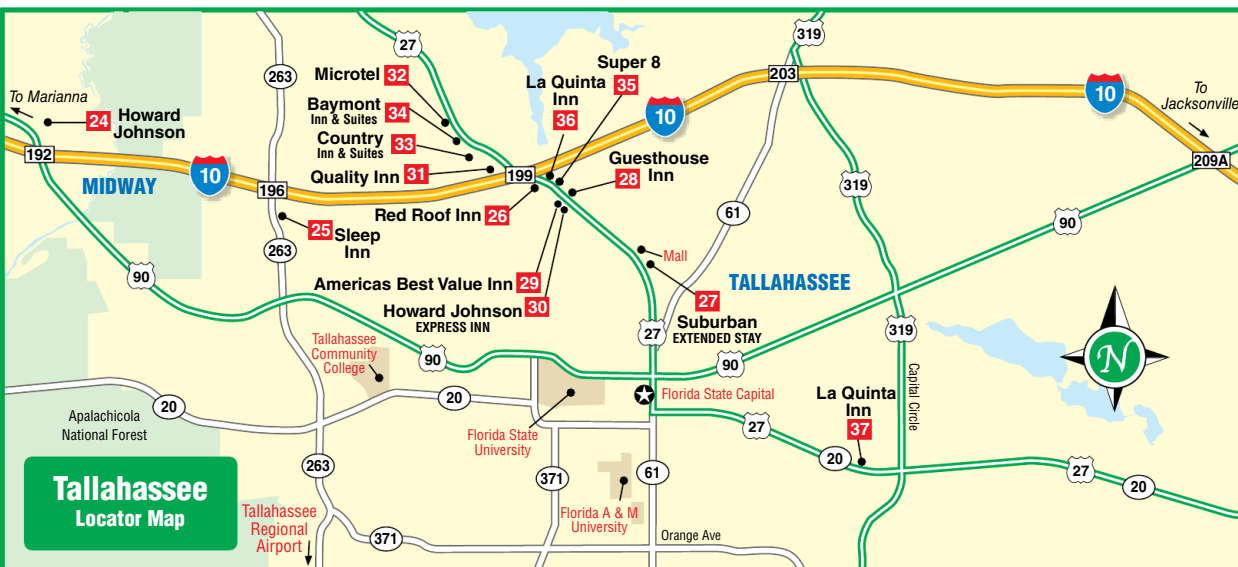 319
27
263
Super 8
Microtel 32
La Quinta
Inn
35
203
To Marianna
Baymont
Inn & Suites
34
36
10
10
To
Jacksonville
24 Howard
Johnson
Country
Inn & Suites
33
192
10
199
Guesthouse
Inn
28
209A
MIDWAY
Quality Inn 31
196
319
Red Roof Inn 26
61
90
25 Sleep
Inn
263
Mall
90
Americas Best Value Inn 29
TALLAHASSEE
27
Howard Johnson 30
EXPRESS INN
Suburban
EXTENDED STAY
27
319
N
Tallahassee
Community
College
90
90
Capital Circle
20
20
Florida State Capital
La Quinta
Inn
37
Apalachicola
National Forest
Florida State
University
27
20
27
20
263
371
61
Tallahassee
Locator Map
Tallahassee
Regional
Airport
Florida A & M
University
371
Orange Ave